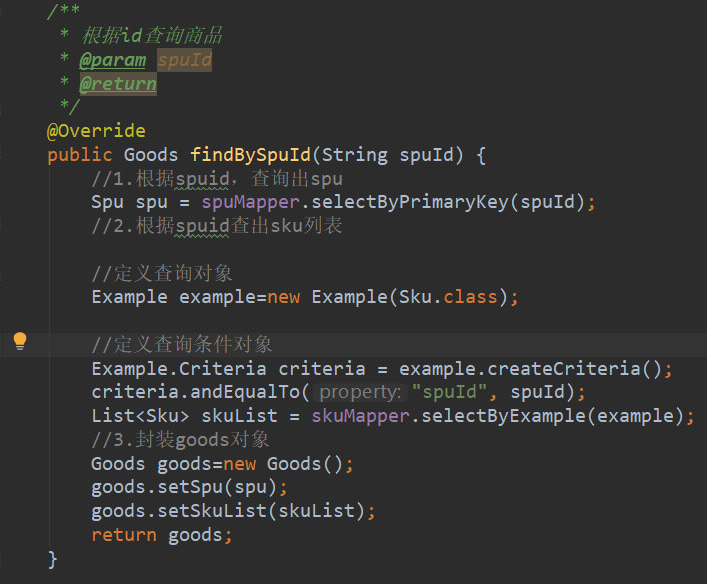 /**
 * 根据id查询商品
 * @param spuId
 * @return
 */
@Override
public Goods findBySpuId(String spuId) {
//1.根据spuid，查询出spu
Spu spu = spuMapper.selectByPrimaryKey(spuId);
//2.根据spuid查出sku列表
//定义查询对象
Example example=new Example(Sku.class);
//定义查询条件对象
Example.Criteria criteria = example.createCriteria();
criteria.andEqualTo( property: "spuId", spuId);
List<Sku> skuList = skuMapper.selectByExample(example);
//3.封装goods对象
Goods goods=new Goods();
goods.setSpu(spu);
goods.setSkuList(skuList);
return goods;
}